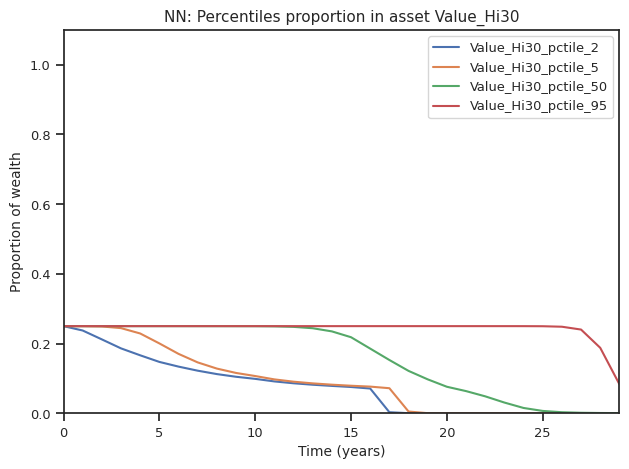 NN: Percentiles proportion in asset Value_Hi30
Value_Hi30_pctile_2
Value_Hi30_pctile_5
Value_Hi30_pctile_50
Value_Hi30_pctile_95
Proportion of wealth
1.0
0.8
0.6
0.4
0.2
0.0
0 5 10 15 20 25
Time (years)